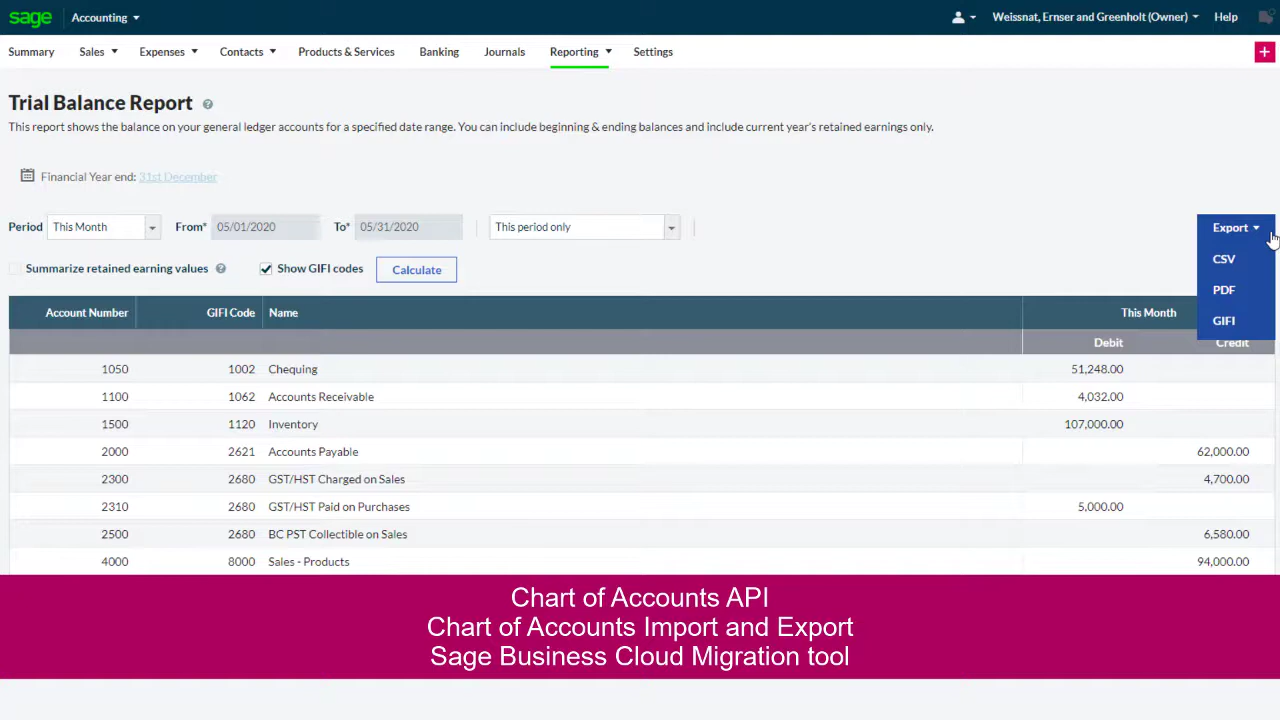 sage Accounting Weissnat, Ernser and Greenholt (Owner) Help
Summary Sales Expenses Contacts Products & Services Banking Journals Reporting Settings +
Trial Balance Report ?
This report shows the balance on your general ledger accounts for a specified date range. You can include beginning & ending balances and include current year's retained earnings only.
Financial Year end: 31st December
Period This Month From* 05/01/2020 To* 05/31/2020 This period only Export
Summarize retained earning values ? Show GIFI codes Calculate CSV
PDF
GIFI
Account Number GIFI Code Name This Month
Debit Credit
1050 1002 Chequing 51,248.00
1100 1062 Accounts Receivable 4,032.00
1500 1120 Inventory 107,000.00
2000 2621 Accounts Payable 62,000.00
2300 2680 GST/HST Charged on Sales 4,700.00
2310 2680 GST/HST Paid on Purchases 5,000.00
2500 2680 BC PST Collectible on Sales 6,580.00
4000 8000 Sales - Products 94,000.00
Chart of Accounts API
Chart of Accounts Import and Export
Sage Business Cloud Migration tool